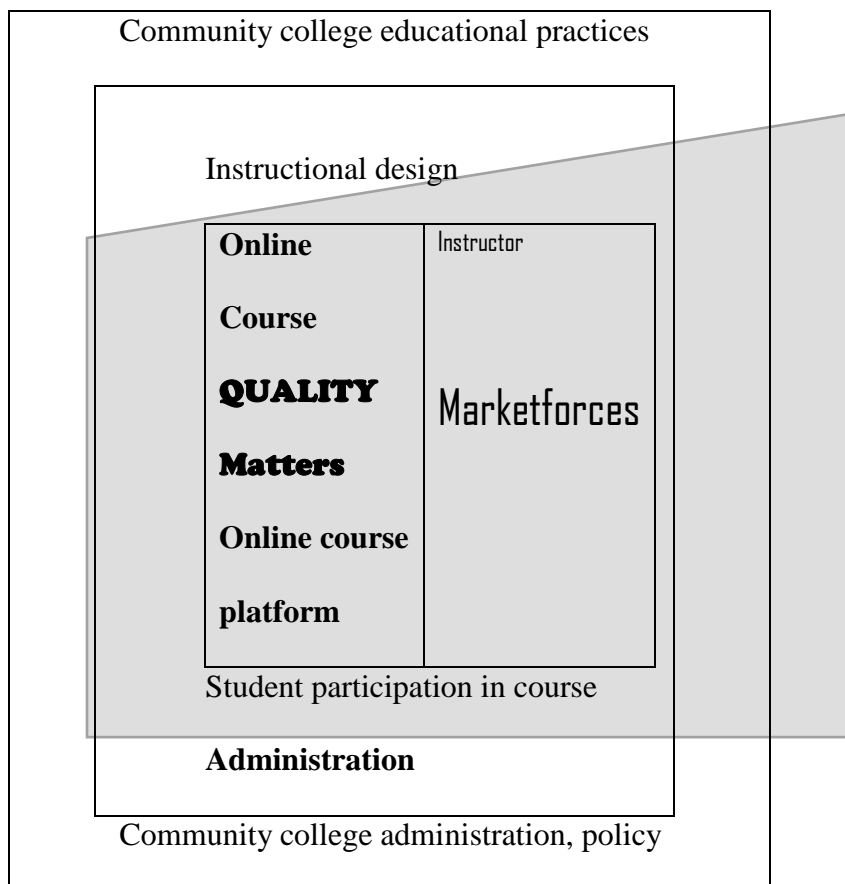 Community college educational practices
Instructional design
Online
Course
QUALITY
Matters
Online course
platform
Instructor
Marketforces
Student participation in course
Administration
Community college administration, policy